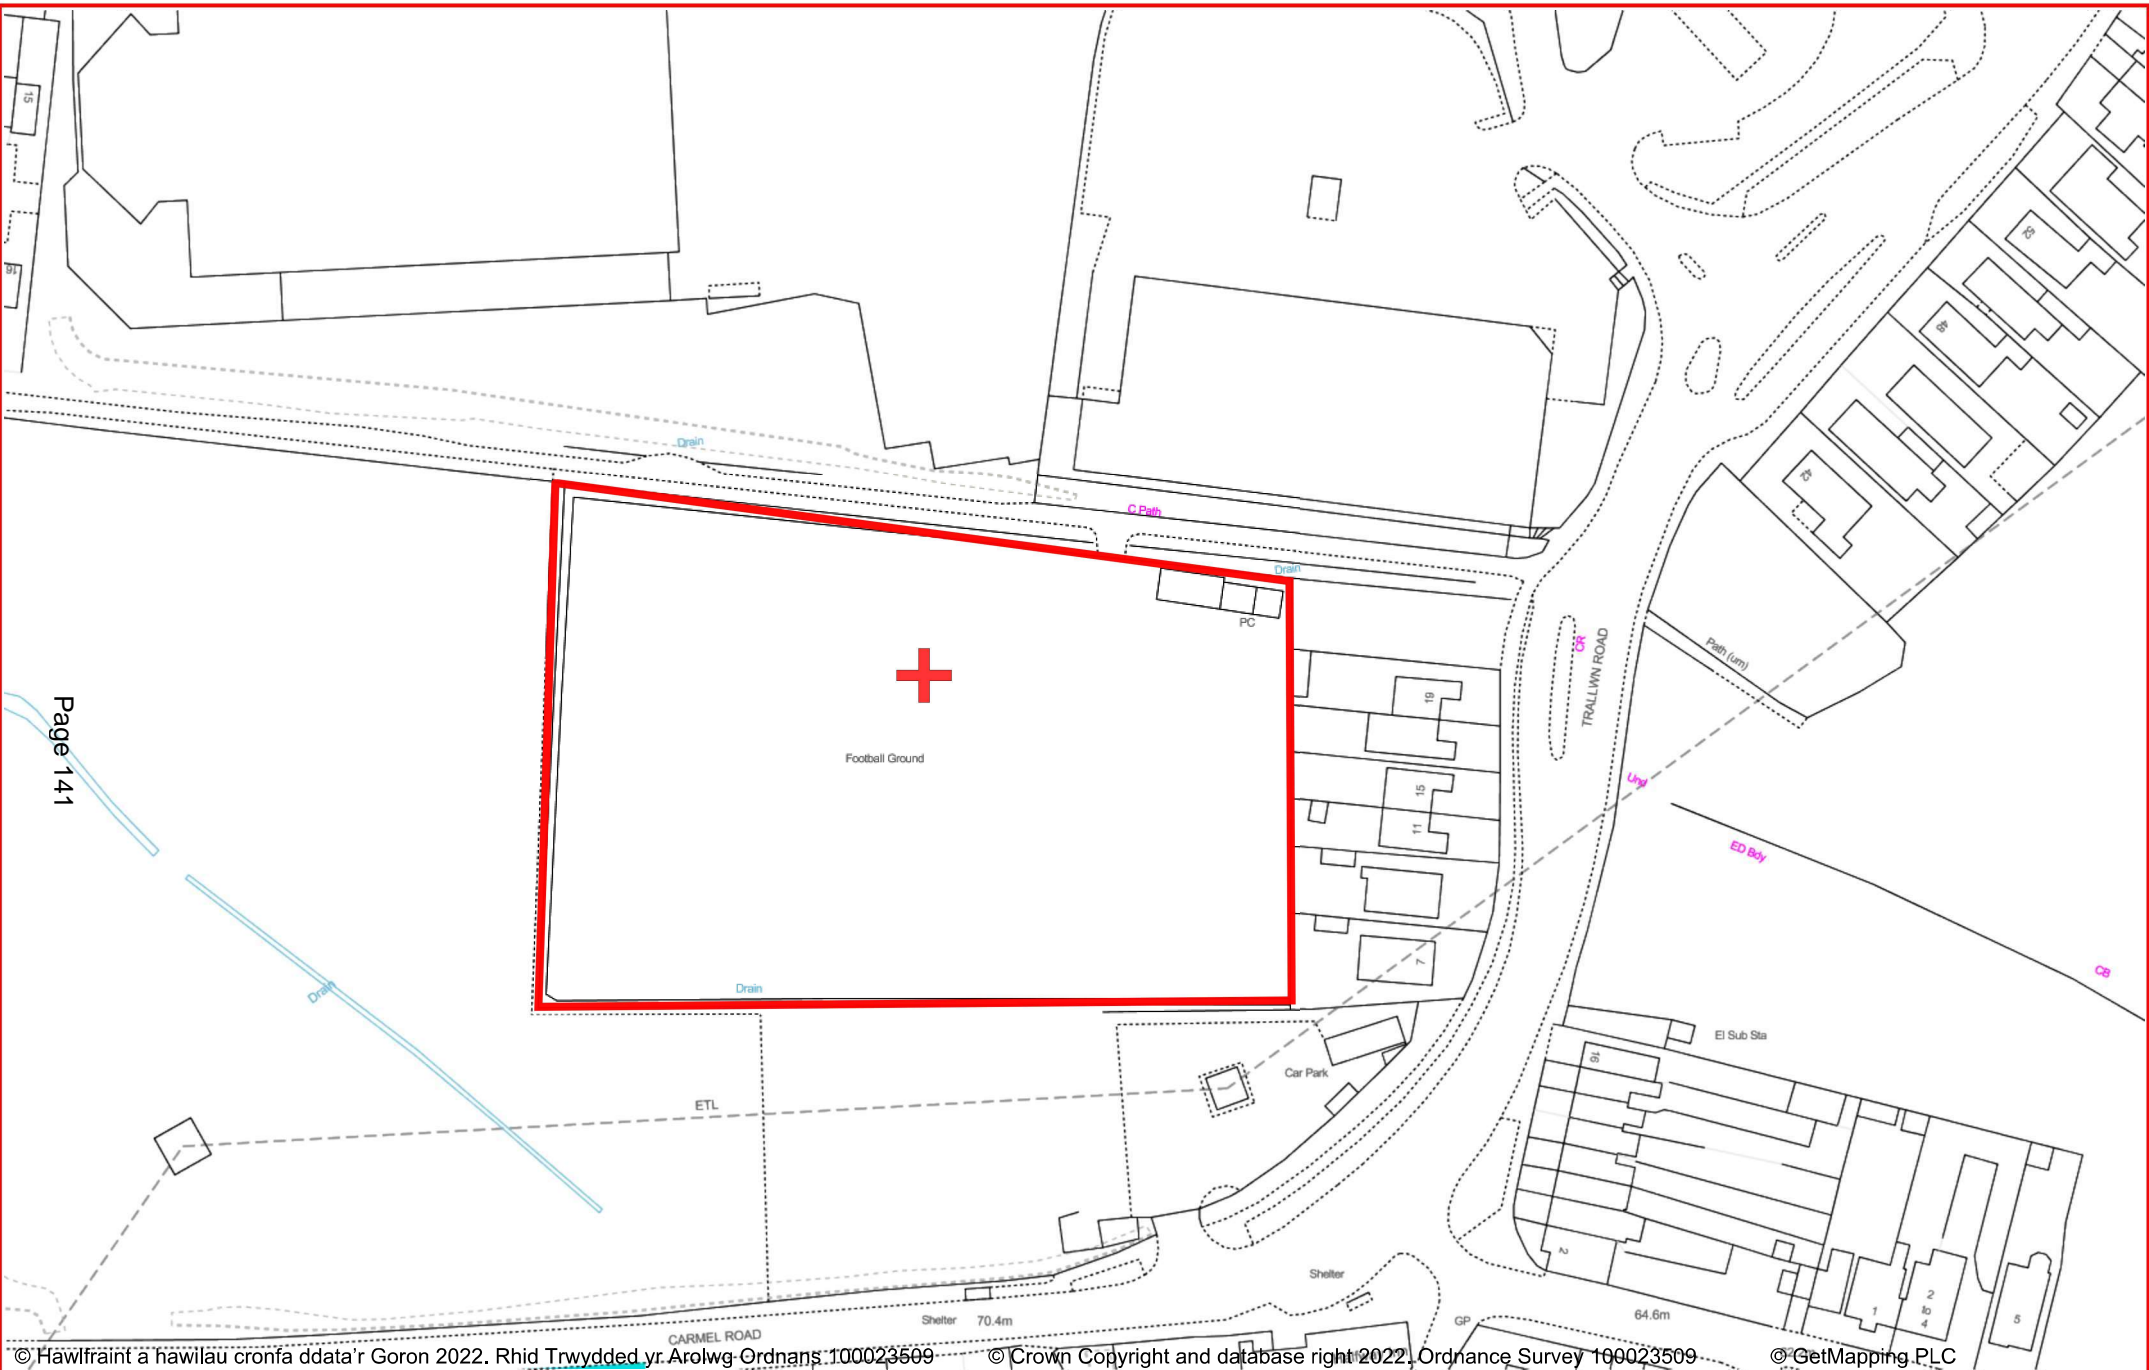 15
16
52
48
42
Drain
C Path
Drain
PC
CR
TRALLWN ROAD
Path (um)
19
Page 141
Football Ground
Und
15
11
ED Bdy
7
CB
Drain
Drain
El Sub Sta
16
Car Park
ETL
2
Shelter
2
to
4
1
5
Shelter
70.4m
GP
64.6m
CARMEL ROAD
© Hawlfraint a hawliau cronfa ddata'r Goron 2022. Rhid Trwydded yr Arolwg Ordnans 100023509
© Crown Copyright and database right 2022. Ordnance Survey 100023509
© GetMapping PLC